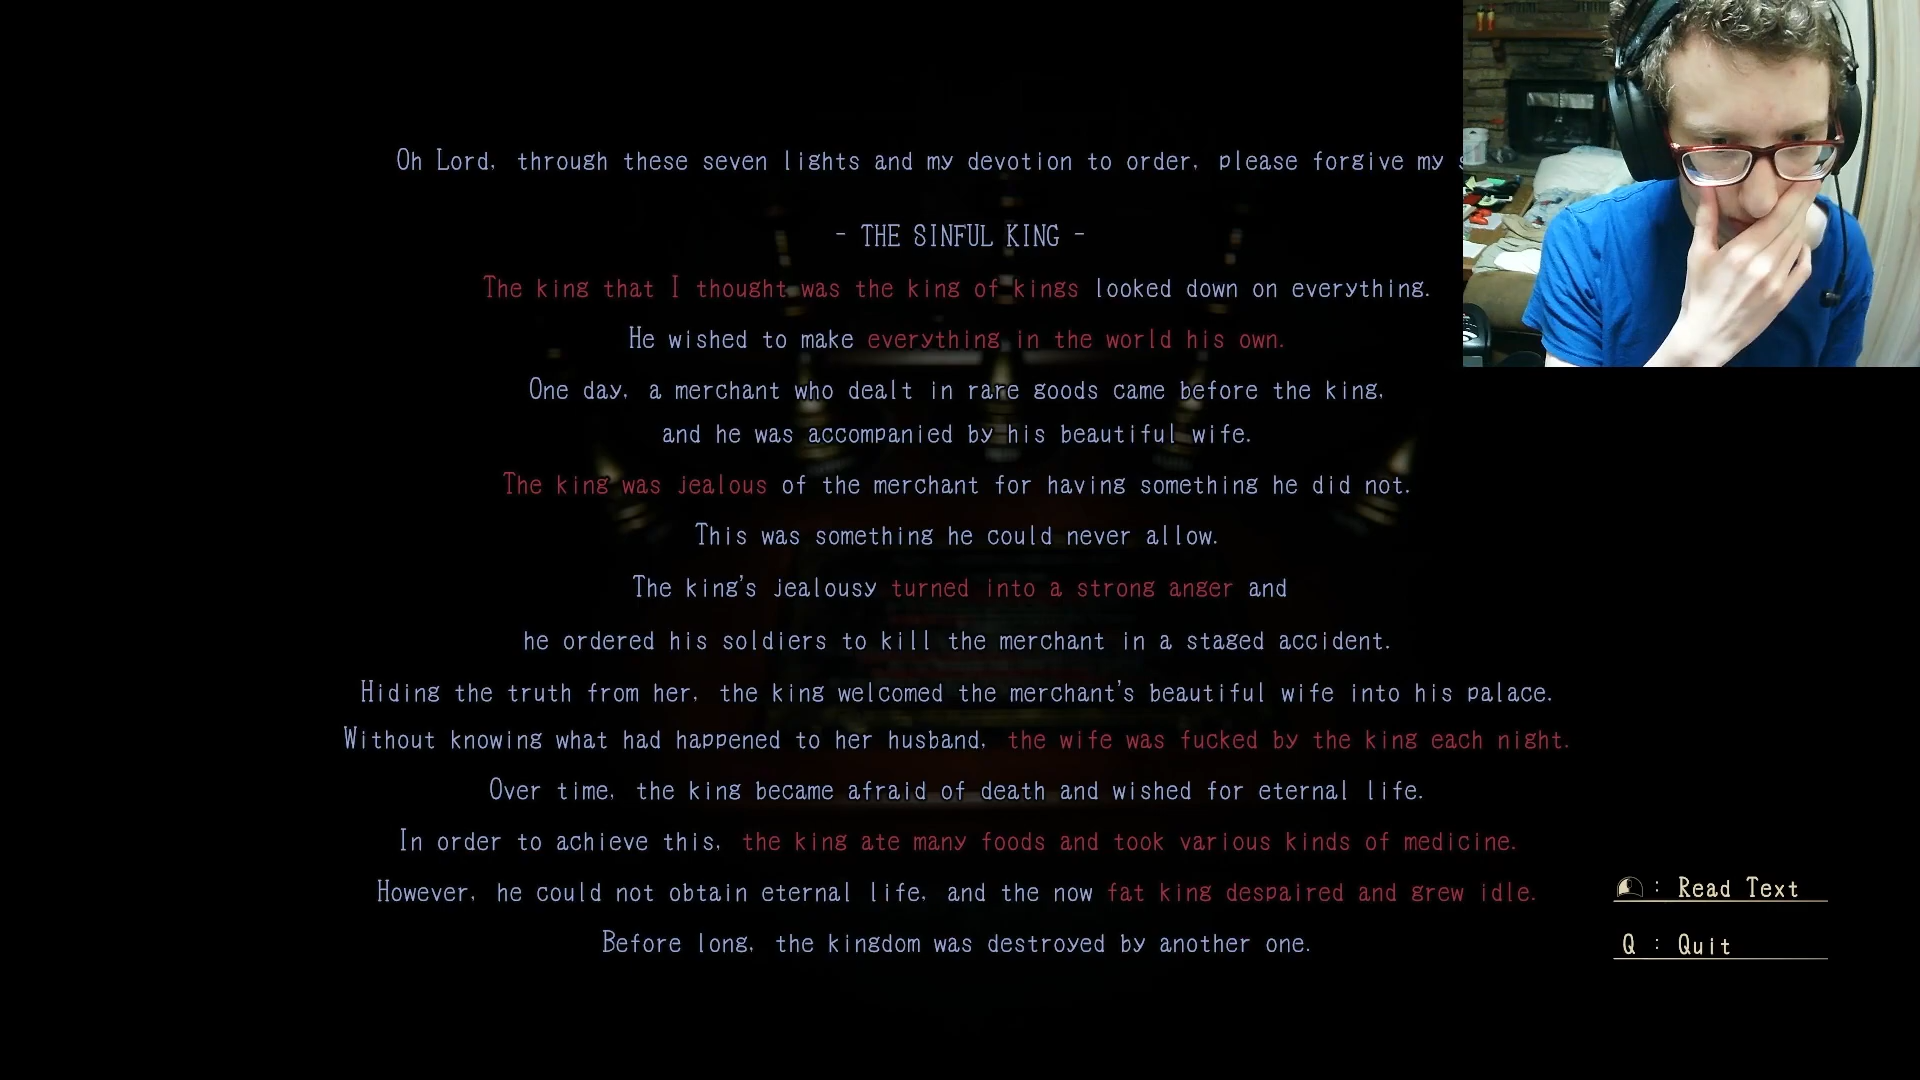 Oh Lord, through these seven lights and my devotion to order, please forgive my
- THE SINFUL KING -
The king that I thought was the king of kings looked down on everything.
He wished to make everything in the world his own.
One day, a merchant who dealt in rare goods came before the king,
and he was accompanied by his beautiful wife.
The king was jealous of the merchant for having something he did not.
This was something he could never allow.
The king's jealousy turned into a strong anger and
he ordered his soldiers to kill the merchant in a staged accident.
Hiding the truth from her, the king welcomed the merchant's beautiful wife into his palace.
Without knowing what had happened to her husband, the wife was fucked by the king each night.
Over time, the king became afraid of death and wished for eternal life.
In order to achieve this, the king ate many foods and took various kinds of medicine.
However, he could not obtain eternal life, and the now fat king despaired and grew idle.
Before long, the kingdom was destroyed by another one.
: Read Text
Q : Quit